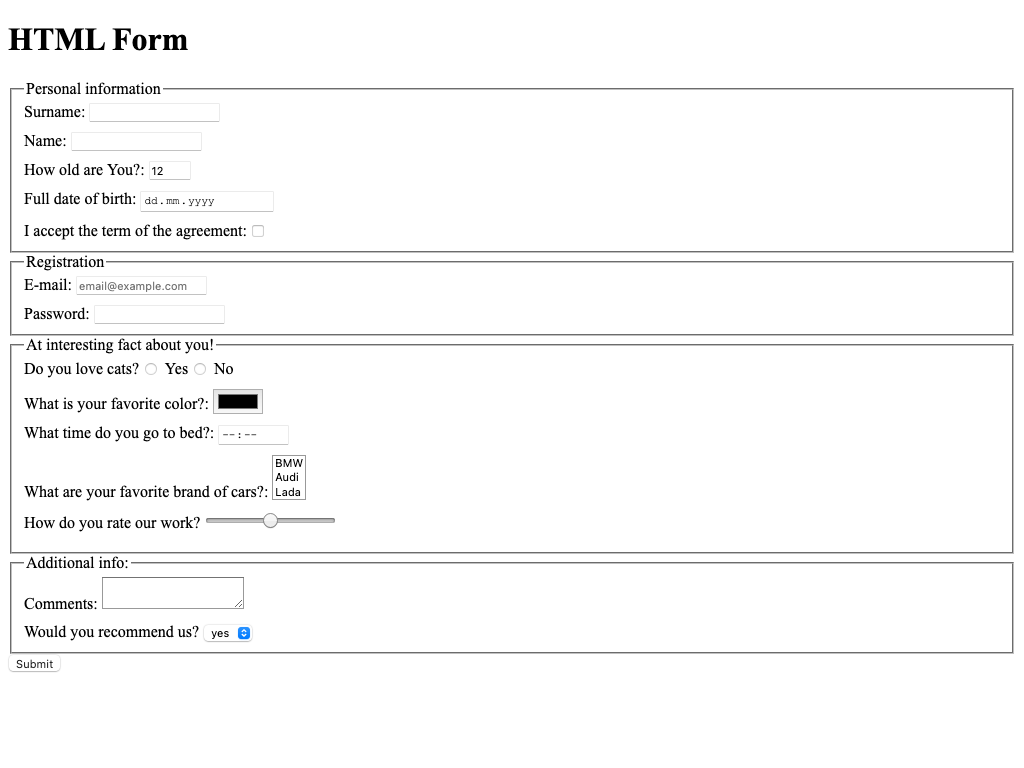 HTML Form
Personal information
Surname:
Name:
How old are You?: 12
Full date of birth: dd.mm.yyyy
I accept the term of the agreement:
Registration
E-mail: email@example.com
Password:
At interesting fact about you!
Do you love cats? Yes No
What is your favorite color?:
What time do you go to bed?: --:--
BMW
Audi
What are your favorite brand of cars?: Lada
How do you rate our work?
Additional info:
Comments:
Would you recommend us? yes
Submit